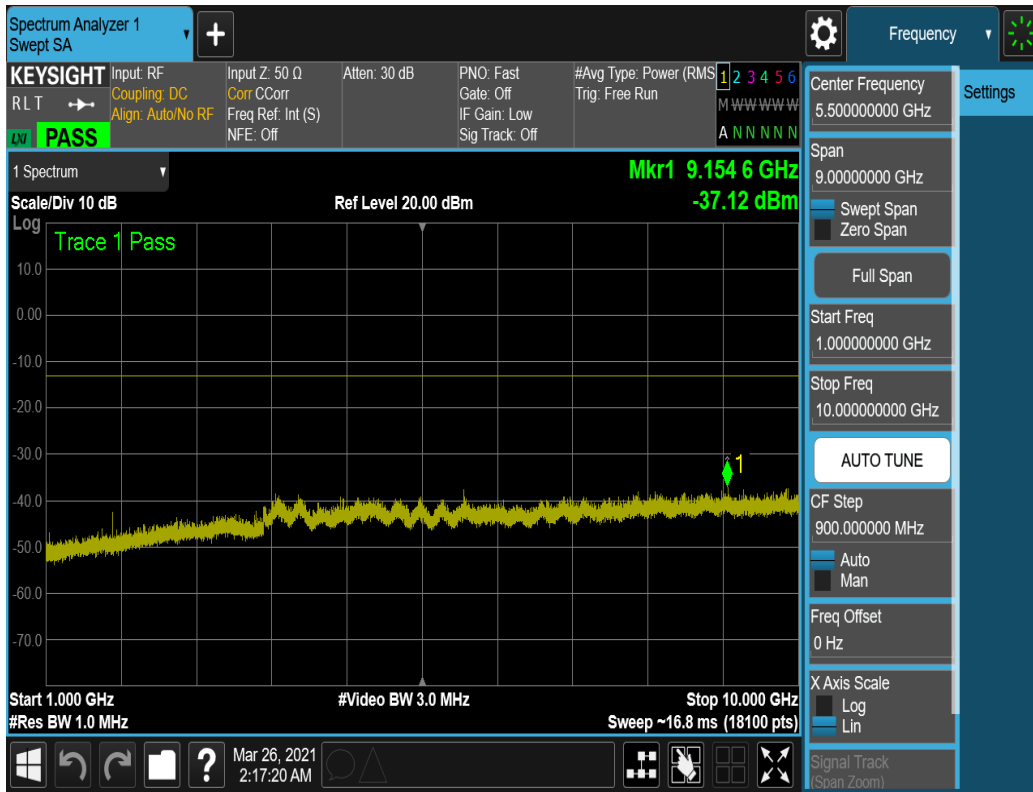 Spectrum Analyzer 1
Swept SA
+
Frequency
KEYSIGHT
RLT
LXI PASS
Input: RF
Coupling: DC
Align: Auto/No RF
Input Z: 50 Ω
Corr CCorr
Freq Ref: Int (S)
NFE: Off
Atten: 30 dB
PNO: Fast
Gate: Off
IF Gain: Low
Sig Track: Off
#Avg Type: Power (RMS
Trig: Free Run
1 2 3 4 5 6
M W W W W W
A N N N N N
1 Spectrum
Scale/Div 10 dB
Ref Level 20.00 dBm
Mkr1 9.154 6 GHz
-37.12 dBm
Log
Trace 1 Pass
10.0
0.00
-10.0
-20.0
-30.0
1
-40.0
-50.0
-60.0
-70.0
Start 1.000 GHz
#Video BW 3.0 MHz
Stop 10.000 GHz
#Res BW 1.0 MHz
Sweep ~16.8 ms (18100 pts)
?
Mar 26, 2021
2:17:20 AM
Center Frequency
5.500000000 GHz
Settings
Span
9.00000000 GHz
Swept Span
Zero Span
Full Span
Start Freq
1.000000000 GHz
Stop Freq
10.000000000 GHz
AUTO TUNE
CF Step
900.000000 MHz
Auto
Man
Freq Offset
0 Hz
X Axis Scale
Log
Lin
Signal Track
(Span Zoom)